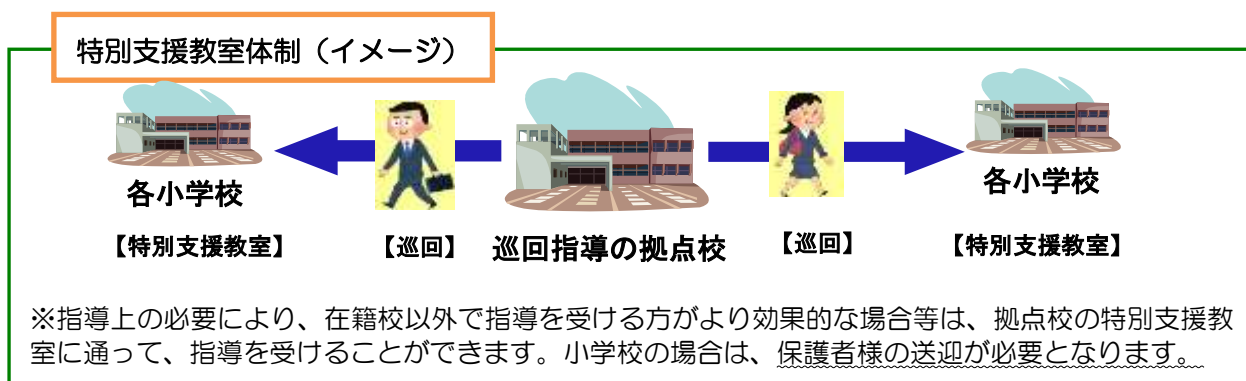 特別支援教室体制（イメージ）
各小学校
各小学校
【特別支援教室】
【巡回】
巡回指導の拠点校
【巡回】
【特別支援教室】
※指導上の必要により、在籍校以外で指導を受ける方がより効果的な場合等は、拠点校の特別支援教
室に通って、指導を受けることができます。小学校の場合は、保護者様の送迎が必要となります。